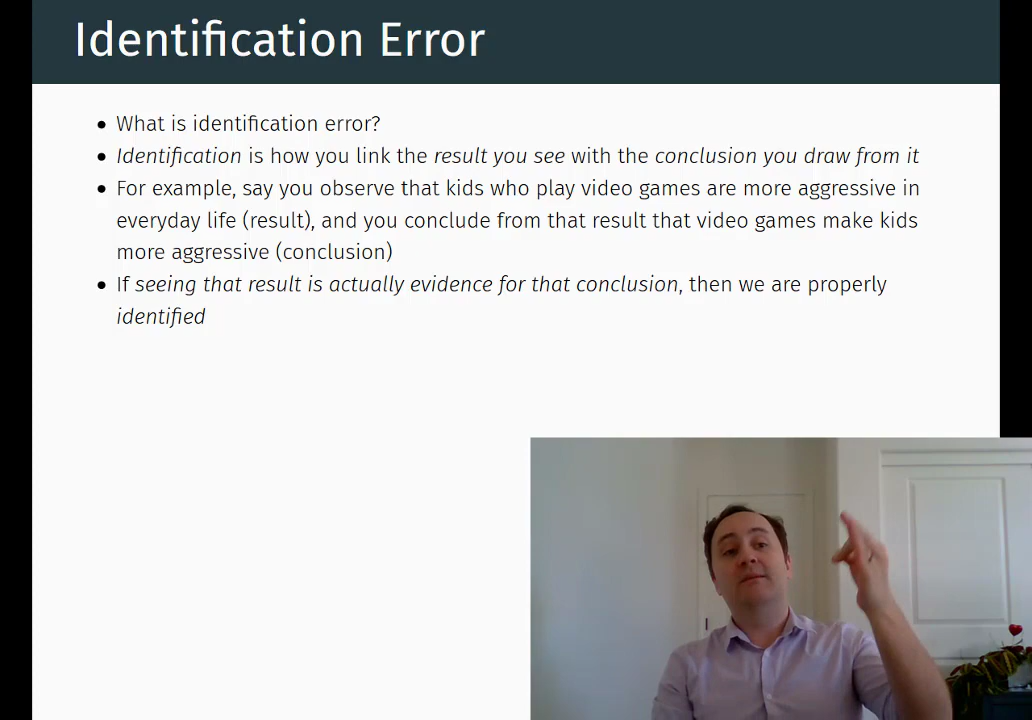 Identification Error
What is identification error?
Identification is how you link the result you see with the conclusion you draw from it
For example, say you observe that kids who play video games are more aggressive in
everyday life (result), and you conclude from that result that video games make kids
more aggressive (conclusion)
If seeing that result is actually evidence for that conclusion, then we are properly
identified